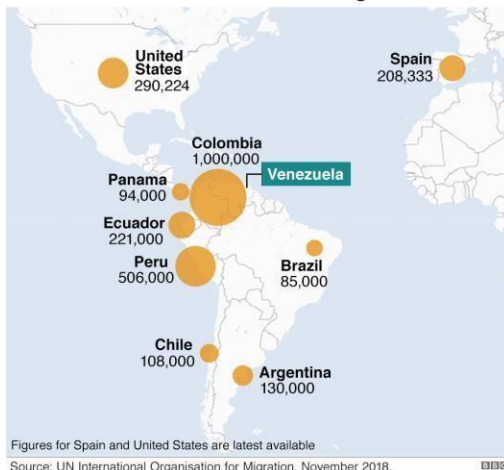 United
States
290,224
Spain
208,333
Colombia
1,000,000
Venezuela
Panama
94,000
Ecuador
221,000
Peru
506,000
Brazil
85,000
Chile
108,000
Argentina
130,000
Figures for Spain and United States are latest available
Source: UN International Organisation for Migration, November 2018.
BBC